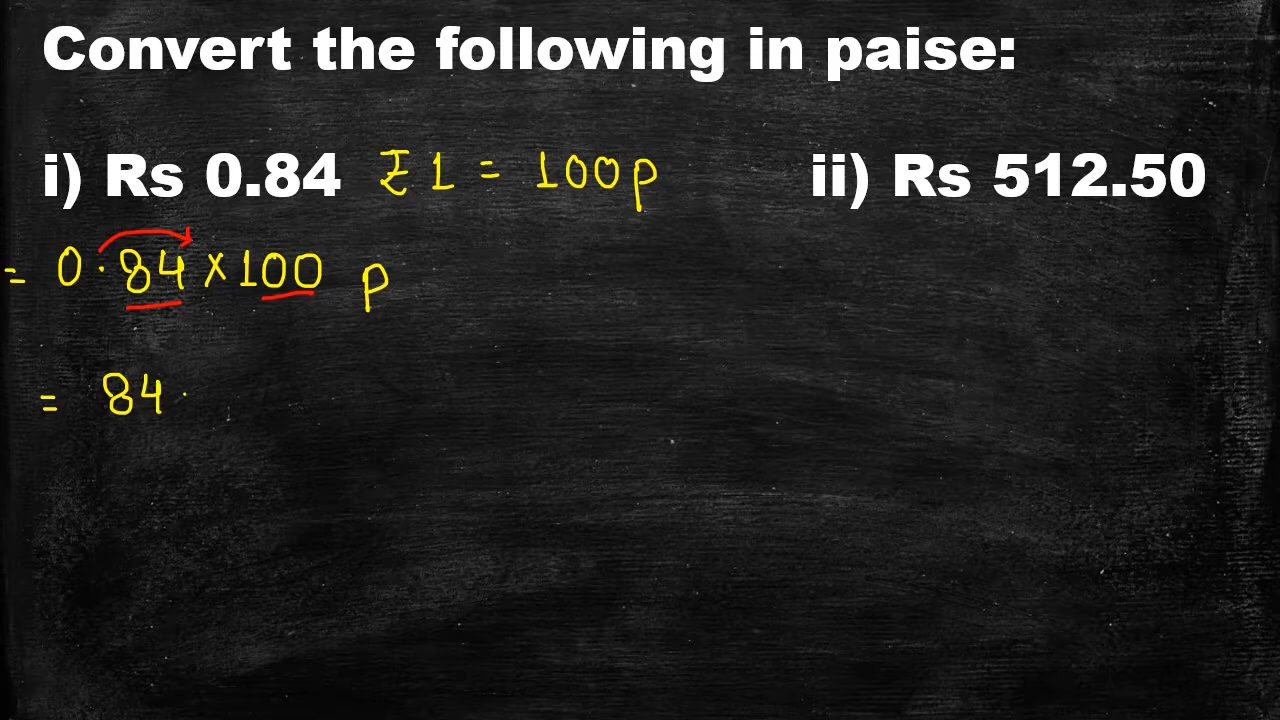 Convert the following in paise:
i) Rs 0.84 ₹ 1 = 100p ii) Rs 512.50
= 0.84 × 100 p
= 84.